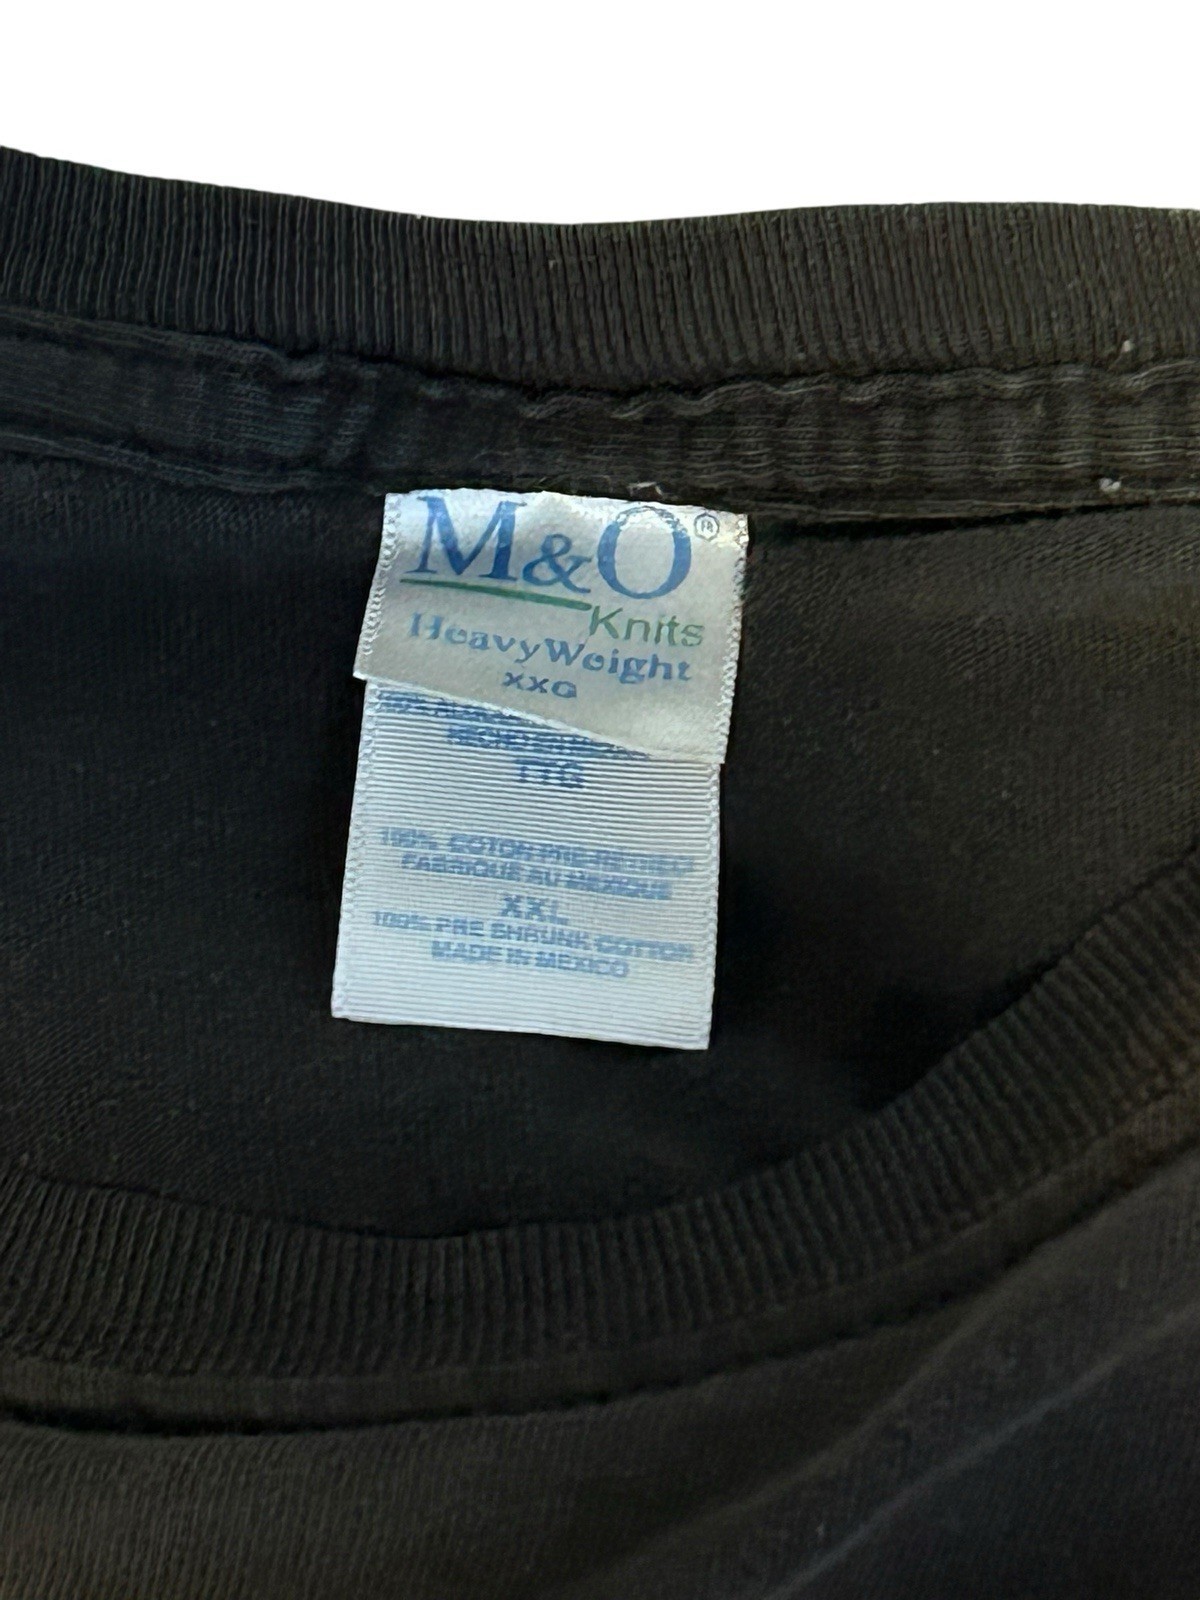 M&O®
Knits
HeavyWeight
XXG
TTG
100% COTON PRE-RETRECI
FABRIQUE AU MEXIQUE
XXL
100% PRE SHRUNK COTTON
MADE IN MEXICO